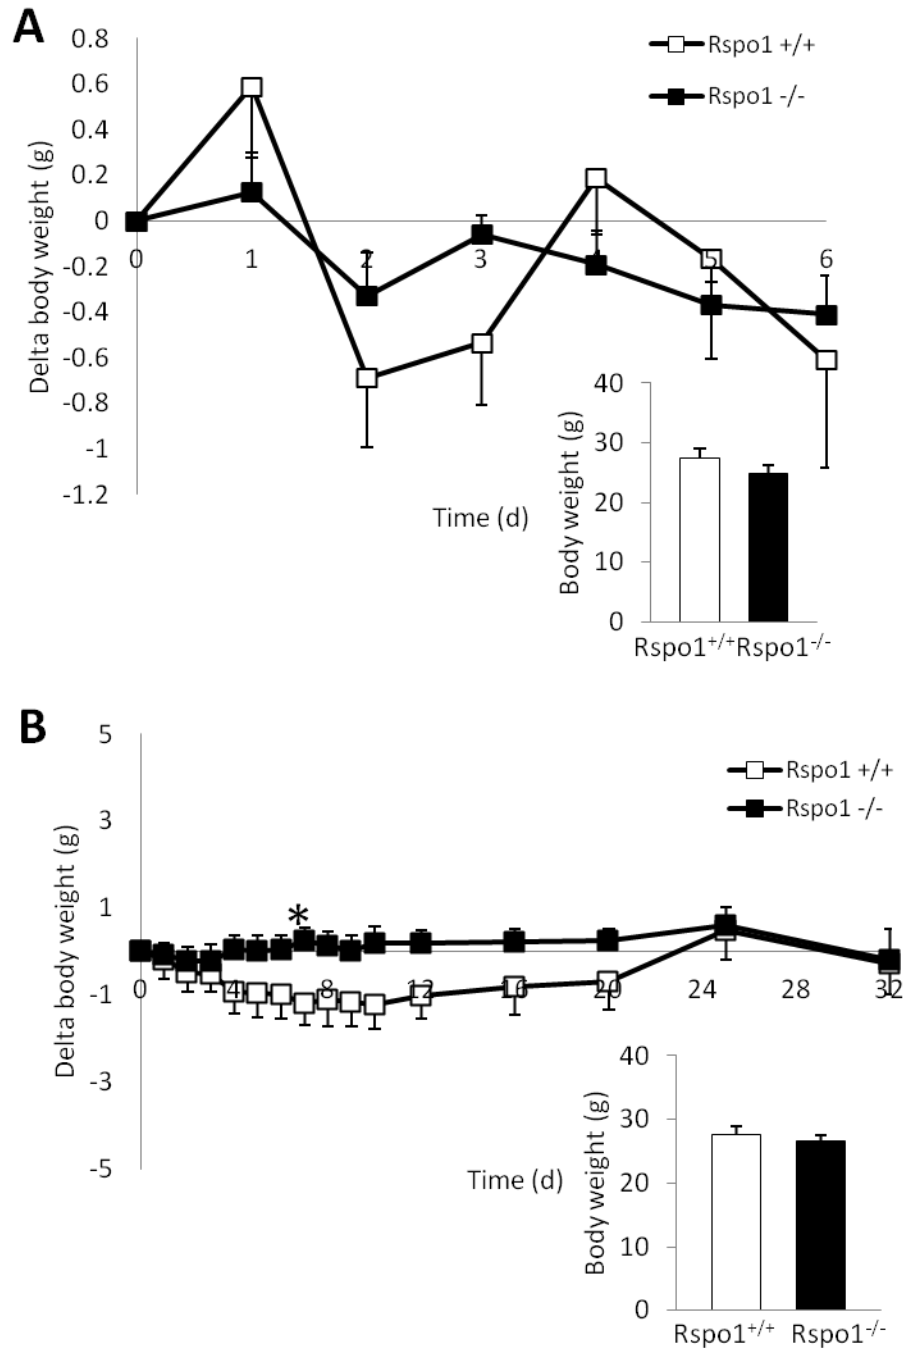 A
0.8
0.6
0.4
0.2
0
-0.2
-0.4
-0.6
-0.8
-1
-1.2
Delta body weight (g)
Rspo1 +/+
Rspo1 -/-
0 1 2 3 4 5 6
Time (d)
40
30
20
10
0
Body weight (g)
Rspo1+/+ Rspo1-/-
B
5
3
1
-1
-3
-5
Delta body weight (g)
Rspo1 +/+
Rspo1 -/-
*
0 4 8 12 16 20 24 28 32
Time (d)
40
30
20
10
0
Body weight (g)
Rspo1+/+ Rspo1-/-